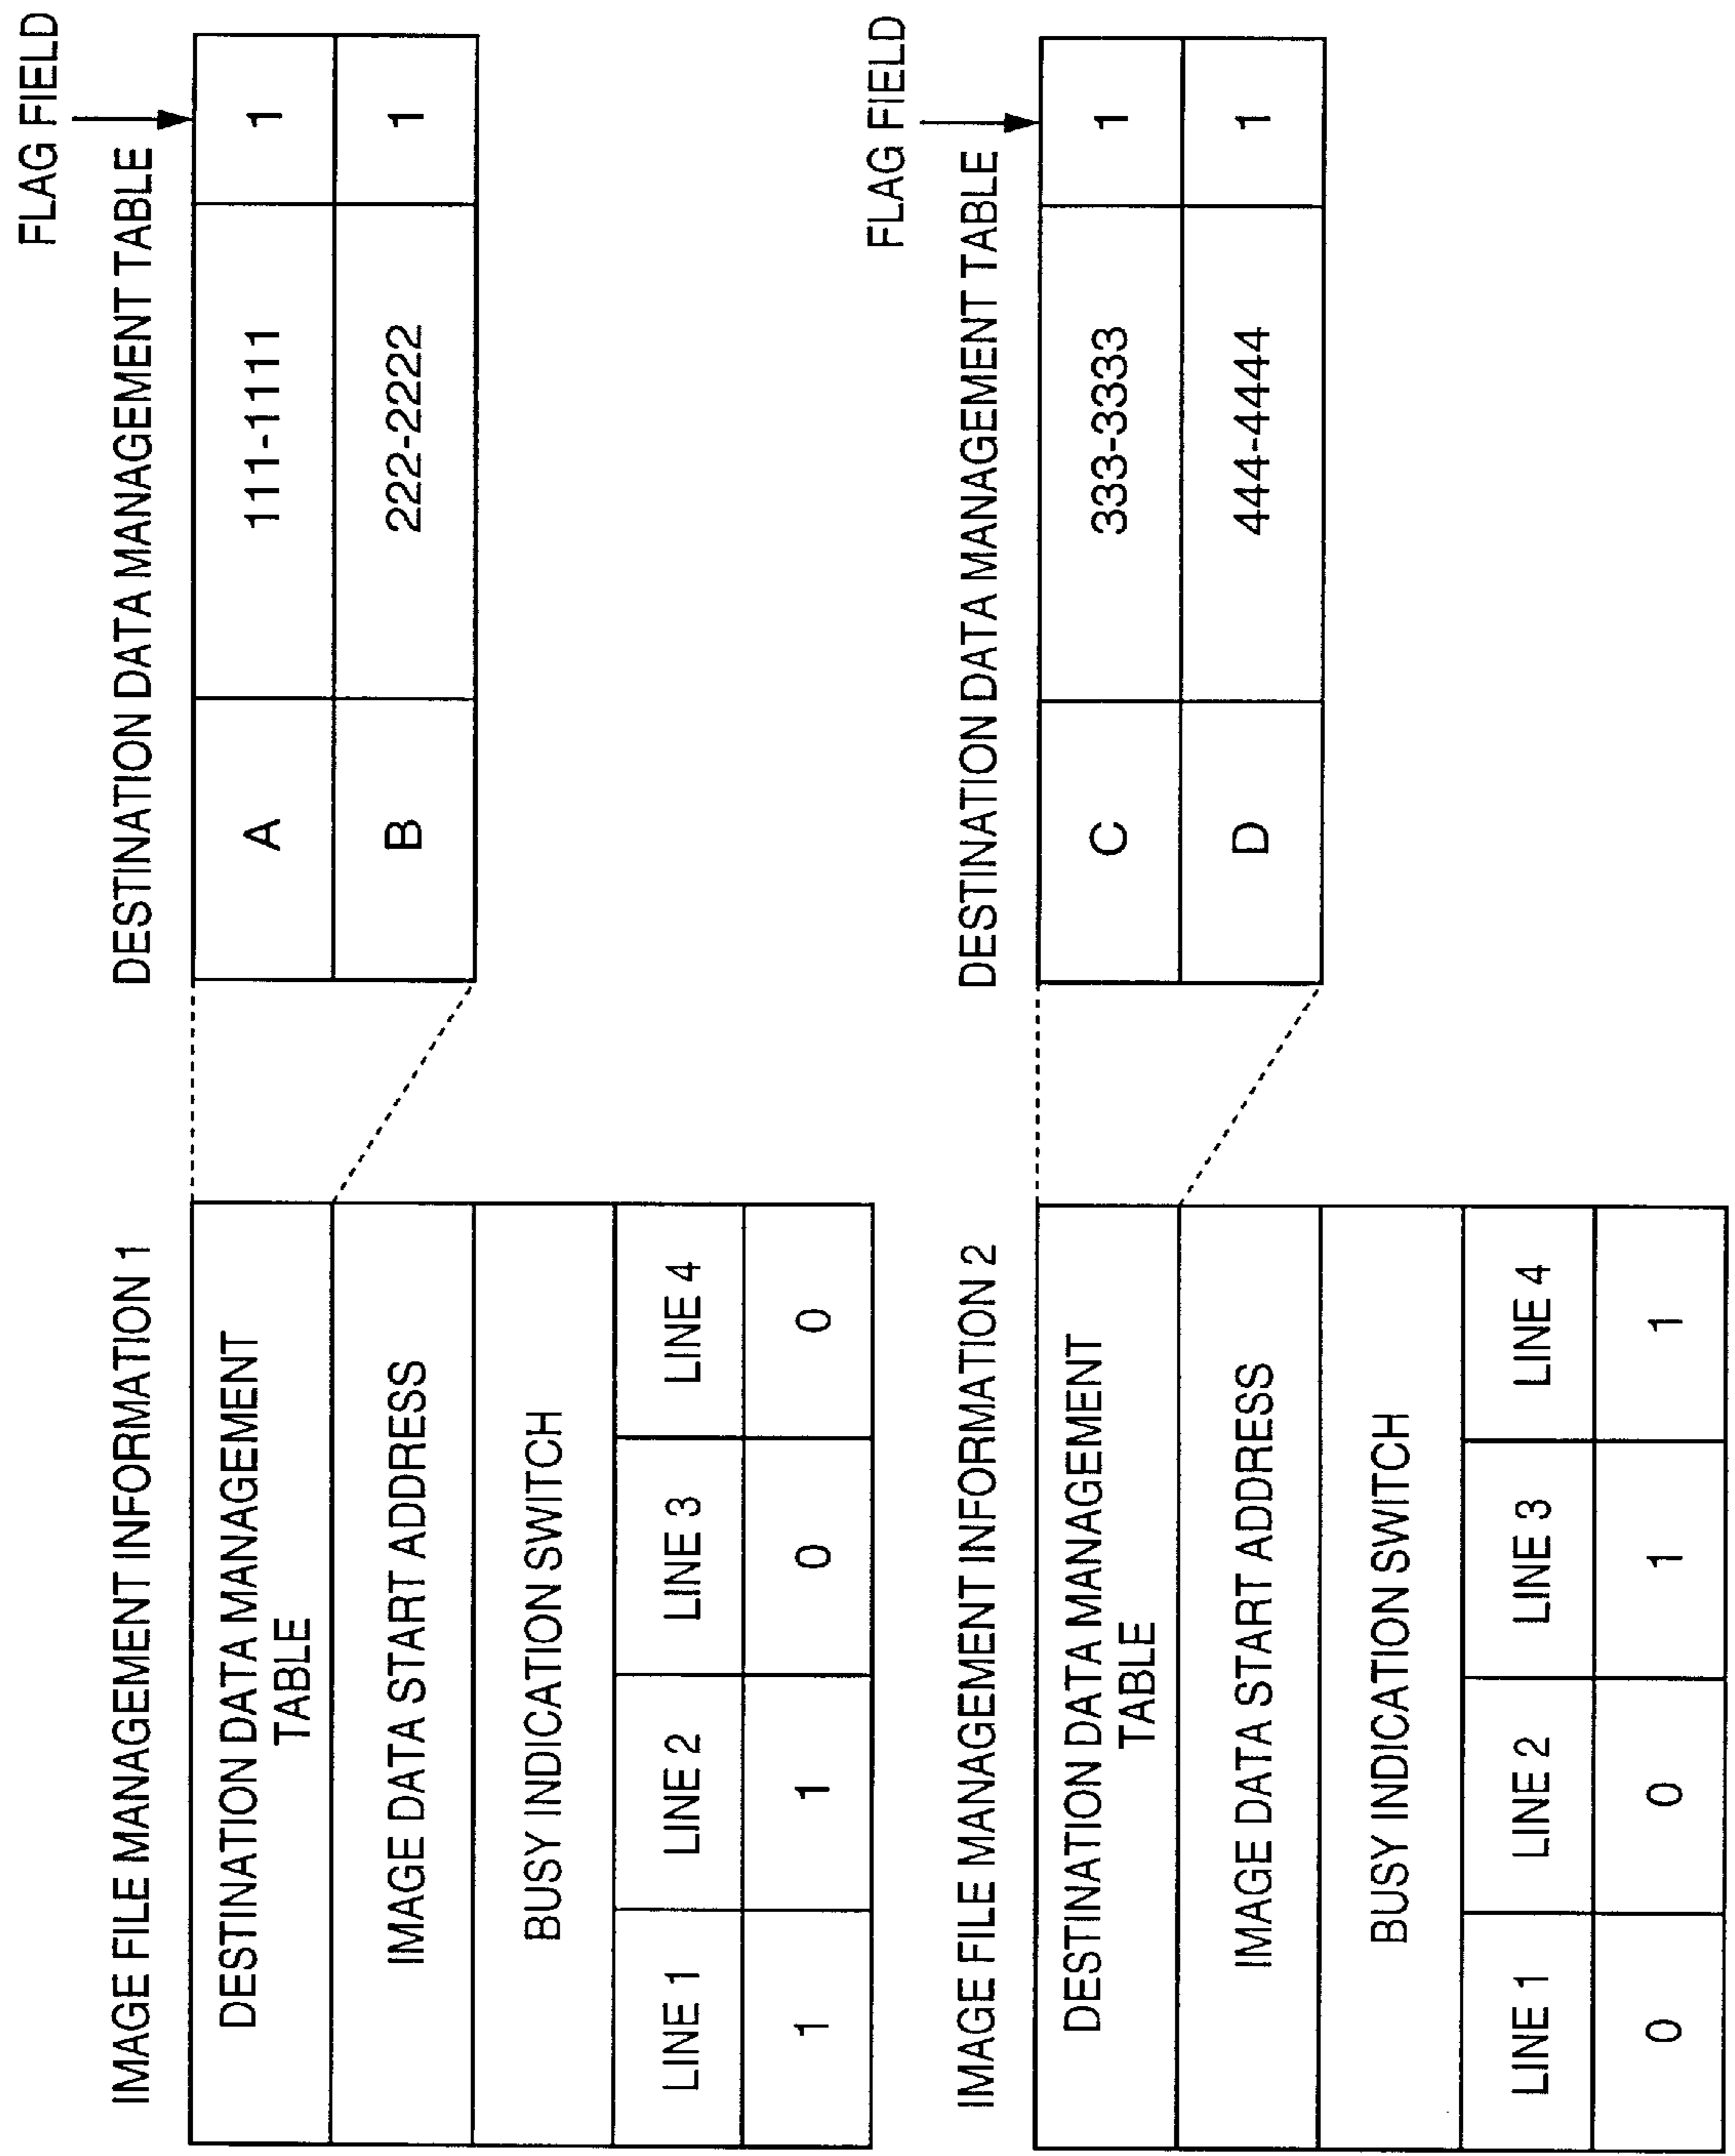 IMAGE FILE MANAGEMENT INFORMATION 1
DESTINATION DATA MANAGEMENT
TABLE
IMAGE DATA START ADDRESS
BUSY INDICATION SWITCH
LINE 1 LINE 2 LINE 3 LINE 4
1 1 0 0
FLAG FIELD
DESTINATION DATA MANAGEMENT TABLE
A 111-1111 1
B 222-2222 1
IMAGE FILE MANAGEMENT INFORMATION 2
DESTINATION DATA MANAGEMENT
TABLE
IMAGE DATA START ADDRESS
BUSY INDICATION SWITCH
LINE 1 LINE 2 LINE 3 LINE 4
0 0 1 1
FLAG FIELD
DESTINATION DATA MANAGEMENT TABLE
C 333-3333 1
D 444-4444 1